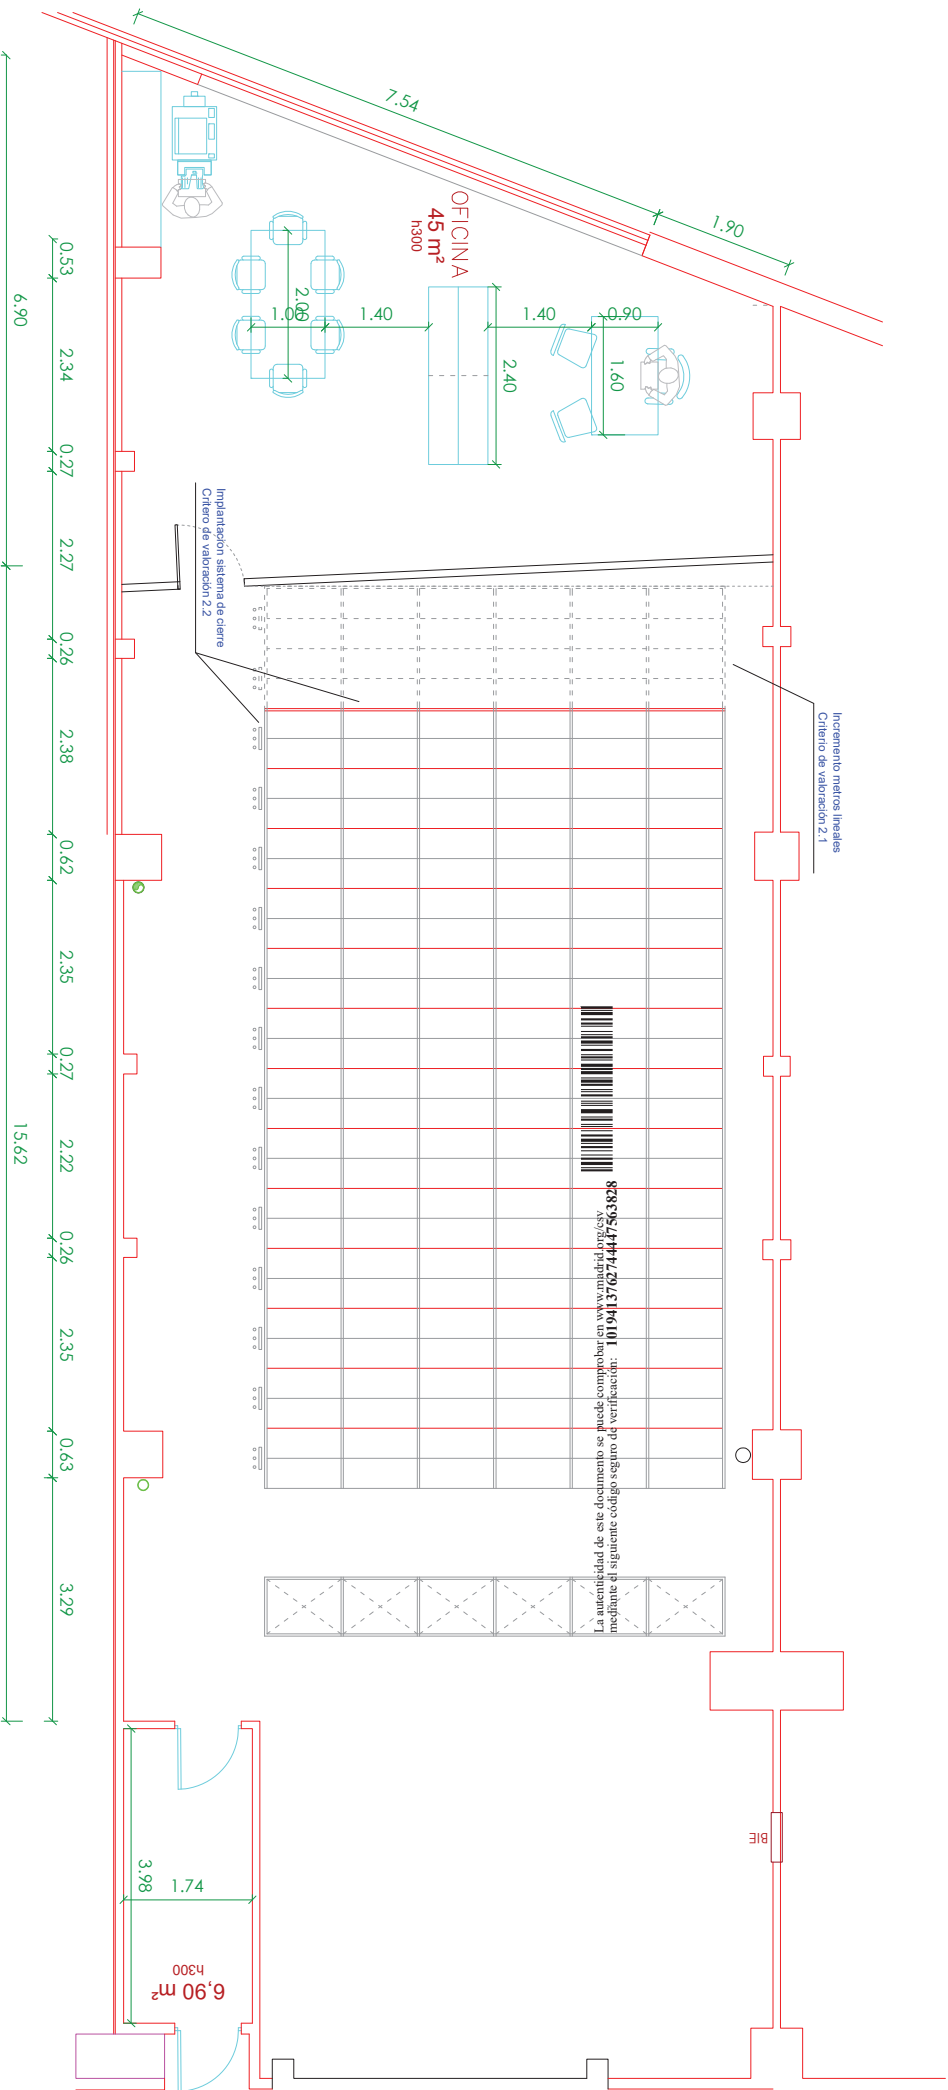 7.54
1.90
OFICINA
45 m²
h300
2.00
1.00
1.40
2.40
1.40
0.90
1.60
0.53
2.34
0.27
2.27
0.26
2.38
0.62
2.35
0.27
2.22
0.26
2.35
0.63
3.29
6.90
15.62
Implantación sistema de cierre
Critero de valoración 2.2
Incremento metros lineales
Criterio de valoración 2.1
La autenticidad de este documento se puede comprobar en www.madrid.org/csv
mediante el siguiente código seguro de verificación: 1019413762744447563828
BIE
3.98
1.74
6,90 m²
h300